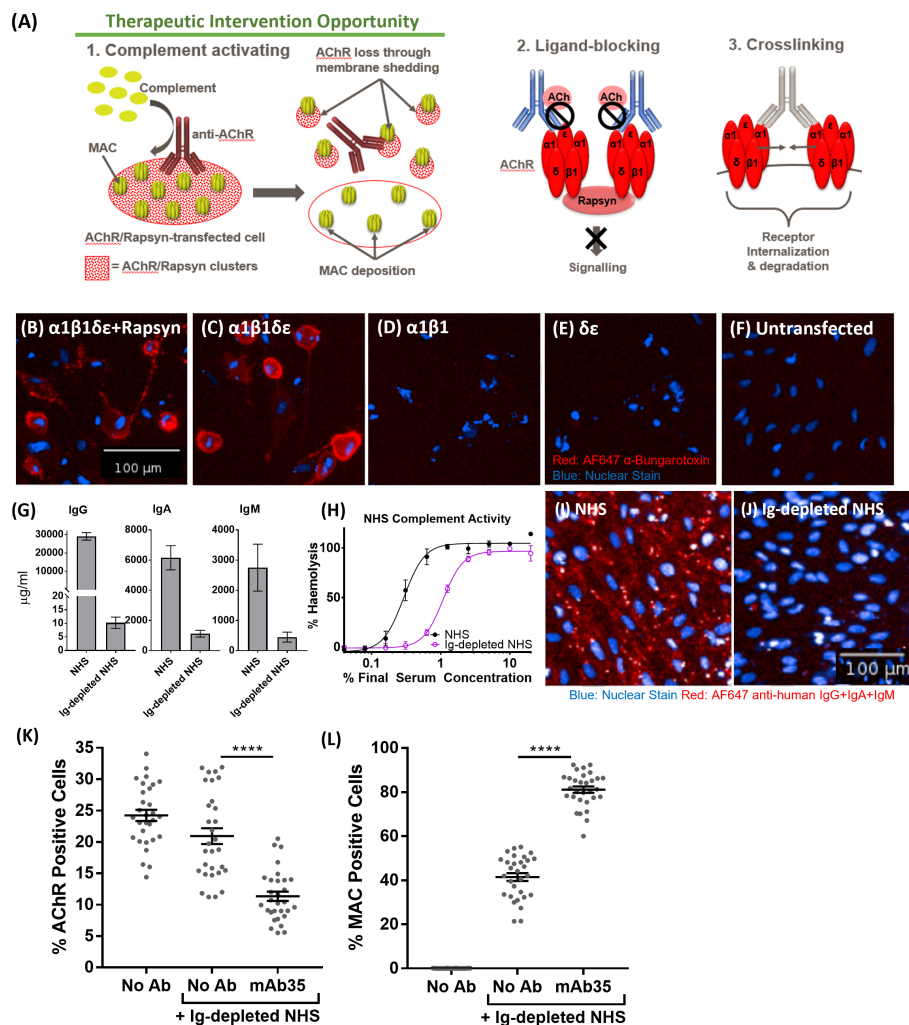 (A)
Therapeutic Intervention Opportunity
1. Complement activating
Complement
anti-AChR
MAC
AChR/Rapsyn-transfected cell
= AChR/Rapsyn clusters
AChR loss through
membrane shedding
MAC deposition
2. Ligand-blocking
ACh
ACh
α1
ε
ε
α1
AChR
δ
β1
δ
β1
Rapsyn
Signalling
3. Crosslinking
α1
ε
ε
α1
δ
β1
δ
β1
Receptor
Internalization
& degradation
(B) α1β1δε+Rapsyn
100 µm
(C) α1β1δε
(D) α1β1
(E) δε
Red: AF647 α-Bungarotoxin
Blue: Nuclear Stain
(F) Untransfected
(G)
IgG
IgA
IgM
µg/ml
30000
20000
10000
20
15
10
5
0
8000
6000
4000
2000
0
4000
3000
2000
1000
0
NHS
Ig-depleted NHS
NHS
Ig-depleted NHS
NHS
Ig-depleted NHS
(H)
NHS Complement Activity
% Haemolysis
100
50
0
NHS
Ig-depleted NHS
0.1
1
10
% Final Serum Concentration
(I) NHS
(J) Ig-depleted NHS
100 µm
Blue: Nuclear Stain Red: AF647 anti-human IgG+IgA+IgM
(K)
% AChR Positive Cells
35
30
25
20
15
10
5
0
****
No Ab
No Ab
mAb35
+ Ig-depleted NHS
(L)
% MAC Positive Cells
100
80
60
40
20
0
****
No Ab
No Ab
mAb35
+ Ig-depleted NHS